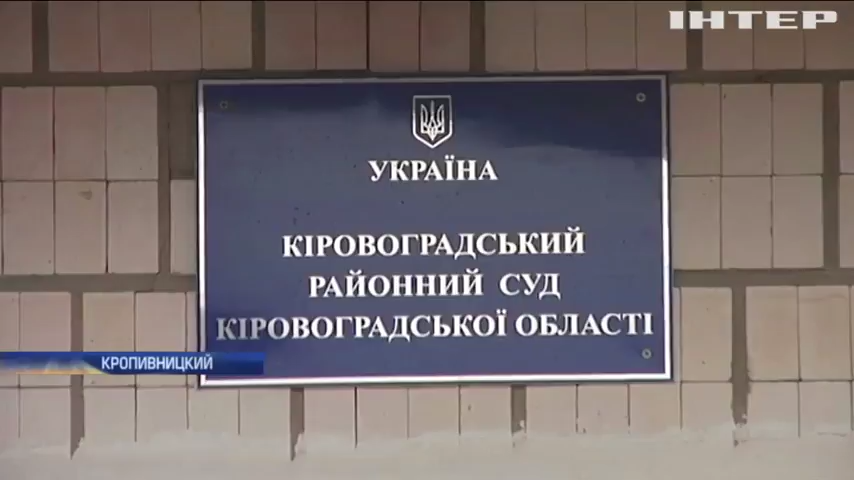 ІНТЕР
УКРАЇНА
КІРОВОГРАДСЬКИЙ
РАЙОННИЙ СУД
КІРОВОГРАДСЬКОЇ ОБЛАСТІ
КРОПИВНИЦКИЙ